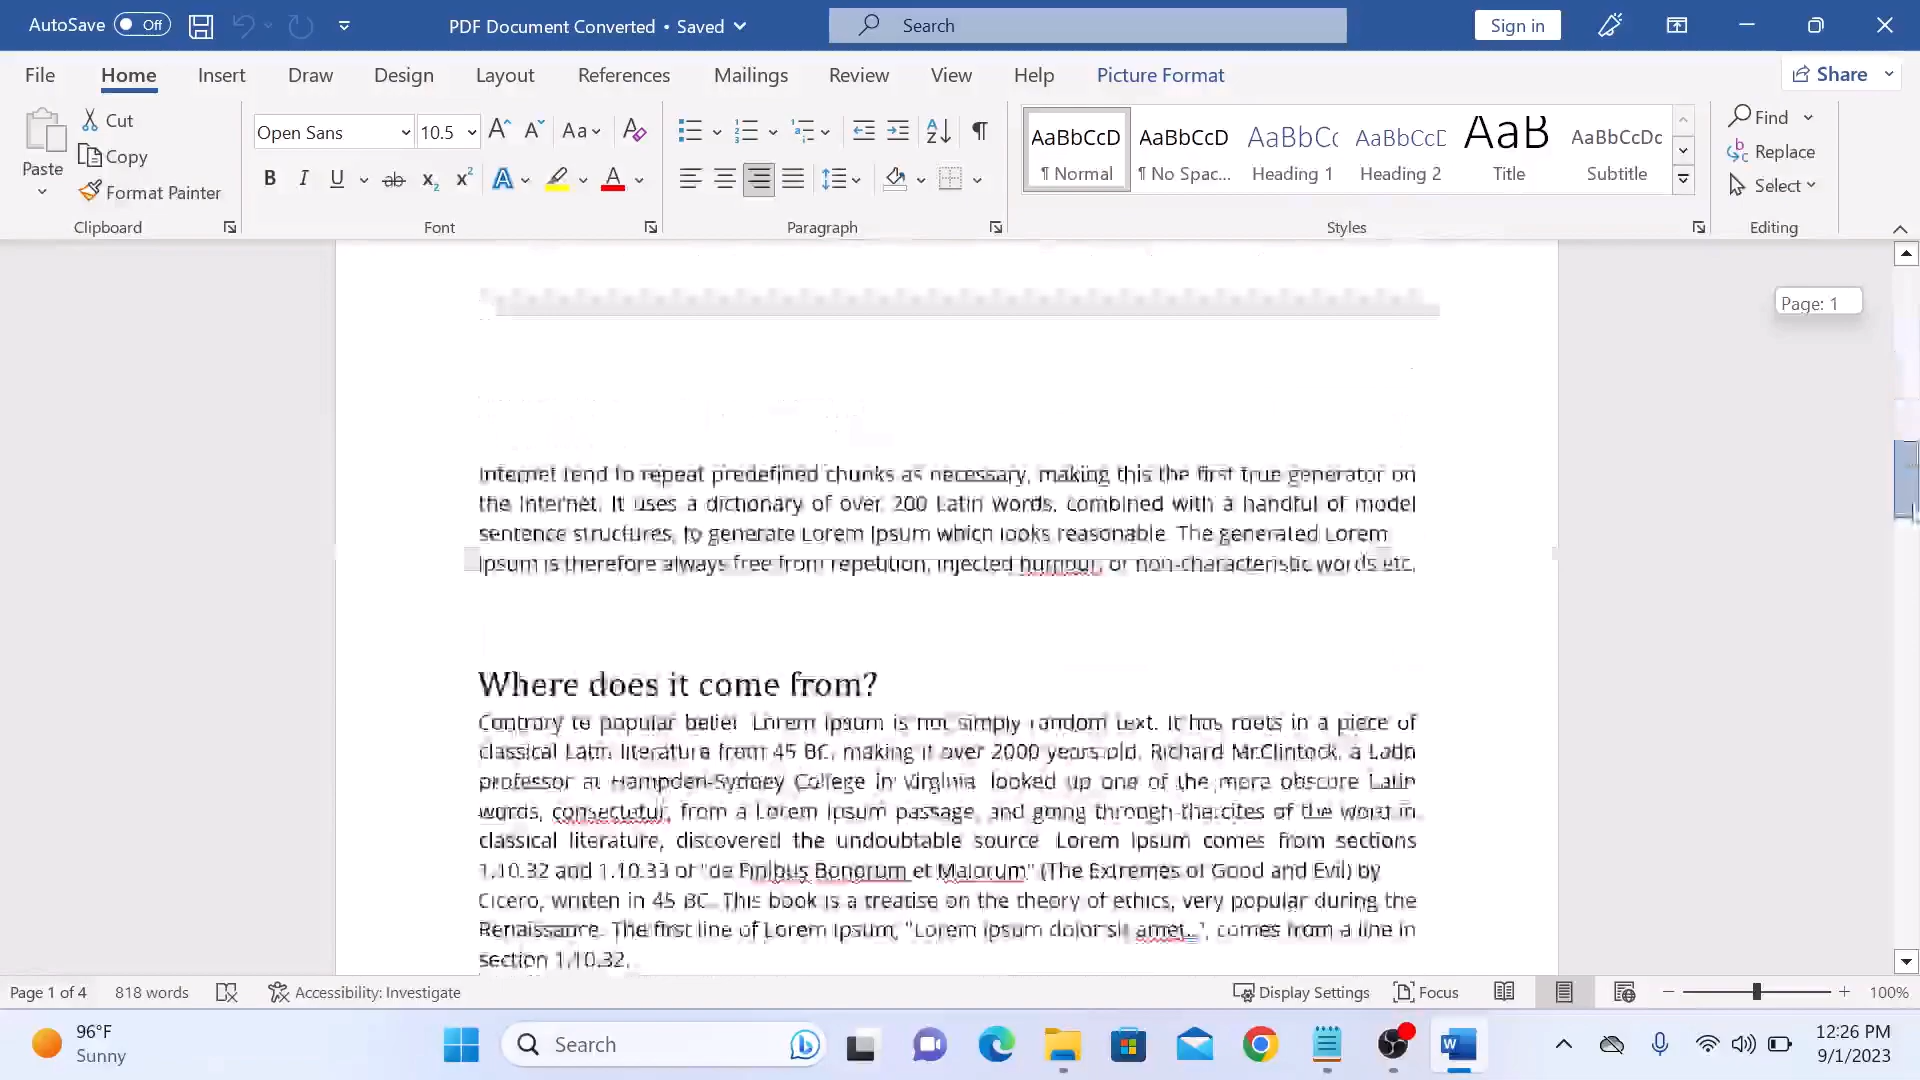 AutoSave Off PDF Document Converted • Saved Search Sign in
File Home Insert Draw Design Layout References Mailings Review View Help Picture Format Share
Paste Cut Copy Format Painter
Clipboard
Open Sans 10.5
Font
Paragraph
AaBbCcD AaBbCcD AaBbCc AaBbCcD AaB AaBbCcDc
¶ Normal ¶ No Spac... Heading 1 Heading 2 Title Subtitle
Styles
Find
Replace
Select
Editing
Page: 1
Internet tend to repeat predefined chunks as necessary, making this the first true generator on
the Internet. It uses a dictionary of over 200 Latin words, combined with a handful of model
sentence structures, to generate Lorem Ipsum which looks reasonable. The generated Lorem
Ipsum is therefore always free from repetition, injected humour, or non-characteristic words etc.
Where does it come from?
Contrary to popular belief, Lorem Ipsum is not simply random text. It has roots in a piece of
classical Latin literature from 45 BC, making it over 2000 years old. Richard McClintock, a Latin
professor at Hampden-Sydney College in Virginia, looked up one of the more obscure Latin
words, consectetur, from a Lorem Ipsum passage, and going through the cites of the word in
classical literature, discovered the undoubtable source. Lorem Ipsum comes from sections
1.10.32 and 1.10.33 of "de Finibus Bonorum et Malorum" (The Extremes of Good and Evil) by
Cicero, written in 45 BC. This book is a treatise on the theory of ethics, very popular during the
Renaissance. The first line of Lorem Ipsum, "Lorem ipsum dolor sit amet..", comes from a line in
section 1.10.32.
Page 1 of 4 818 words Accessibility: Investigate Display Settings Focus 100%
96°F
Sunny
Search
12:26 PM
9/1/2023